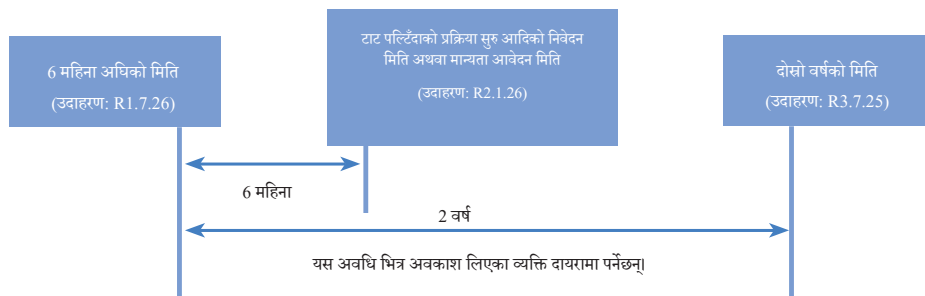 6 महिना अघिको मिति
(उदाहरण: R1.7.26)
टाट पल्टिँदाको प्रक्रिया सुरु आदिको निवेदन
मिति अथवा मान्यता आवेदन मिति
(उदाहरण: R2.1.26)
दोस्रो वर्षको मिति
(उदाहरण: R3.7.25)
6 महिना
2 वर्ष
यस अवधि भित्र अवकाश लिएका व्यक्ति दायरामा पर्नेछन्।